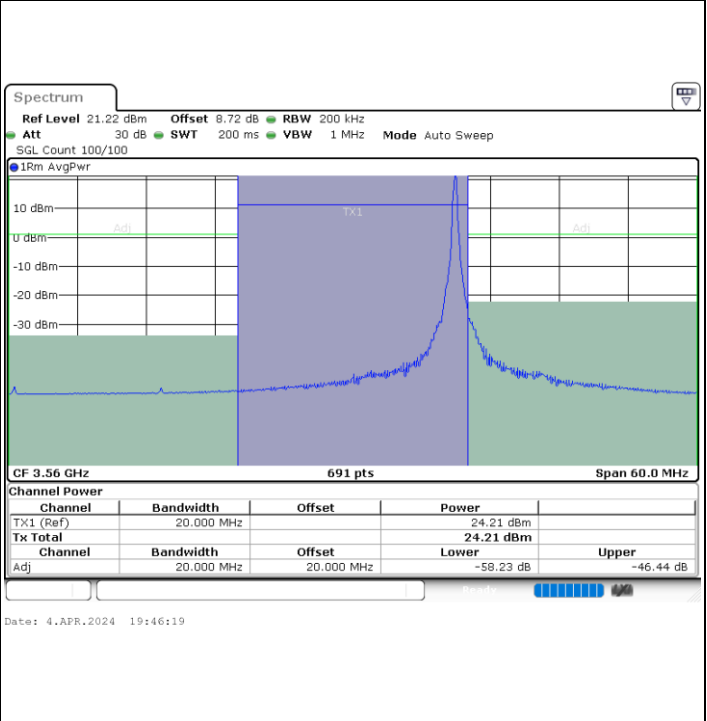 Spectrum
Ref Level 21.22 dBm Offset 8.72 dB RBW 200 kHz
Att 30 dB SWT 200 ms VBW 1 MHz Mode Auto Sweep
SGL Count 100/100
1Rm AvgPwr
10 dBm
TX1
Adj
Adj
0 dBm
-10 dBm
-20 dBm
-30 dBm
CF 3.56 GHz 691 pts Span 60.0 MHz
Channel Power
Channel Bandwidth Offset Power
TX1 (Ref) 20.000 MHz 24.21 dBm
Tx Total 24.21 dBm
Channel Bandwidth Offset Lower Upper
Adj 20.000 MHz 20.000 MHz -58.23 dB -46.44 dB
Ready
Date: 4.APR.2024 19:46:19